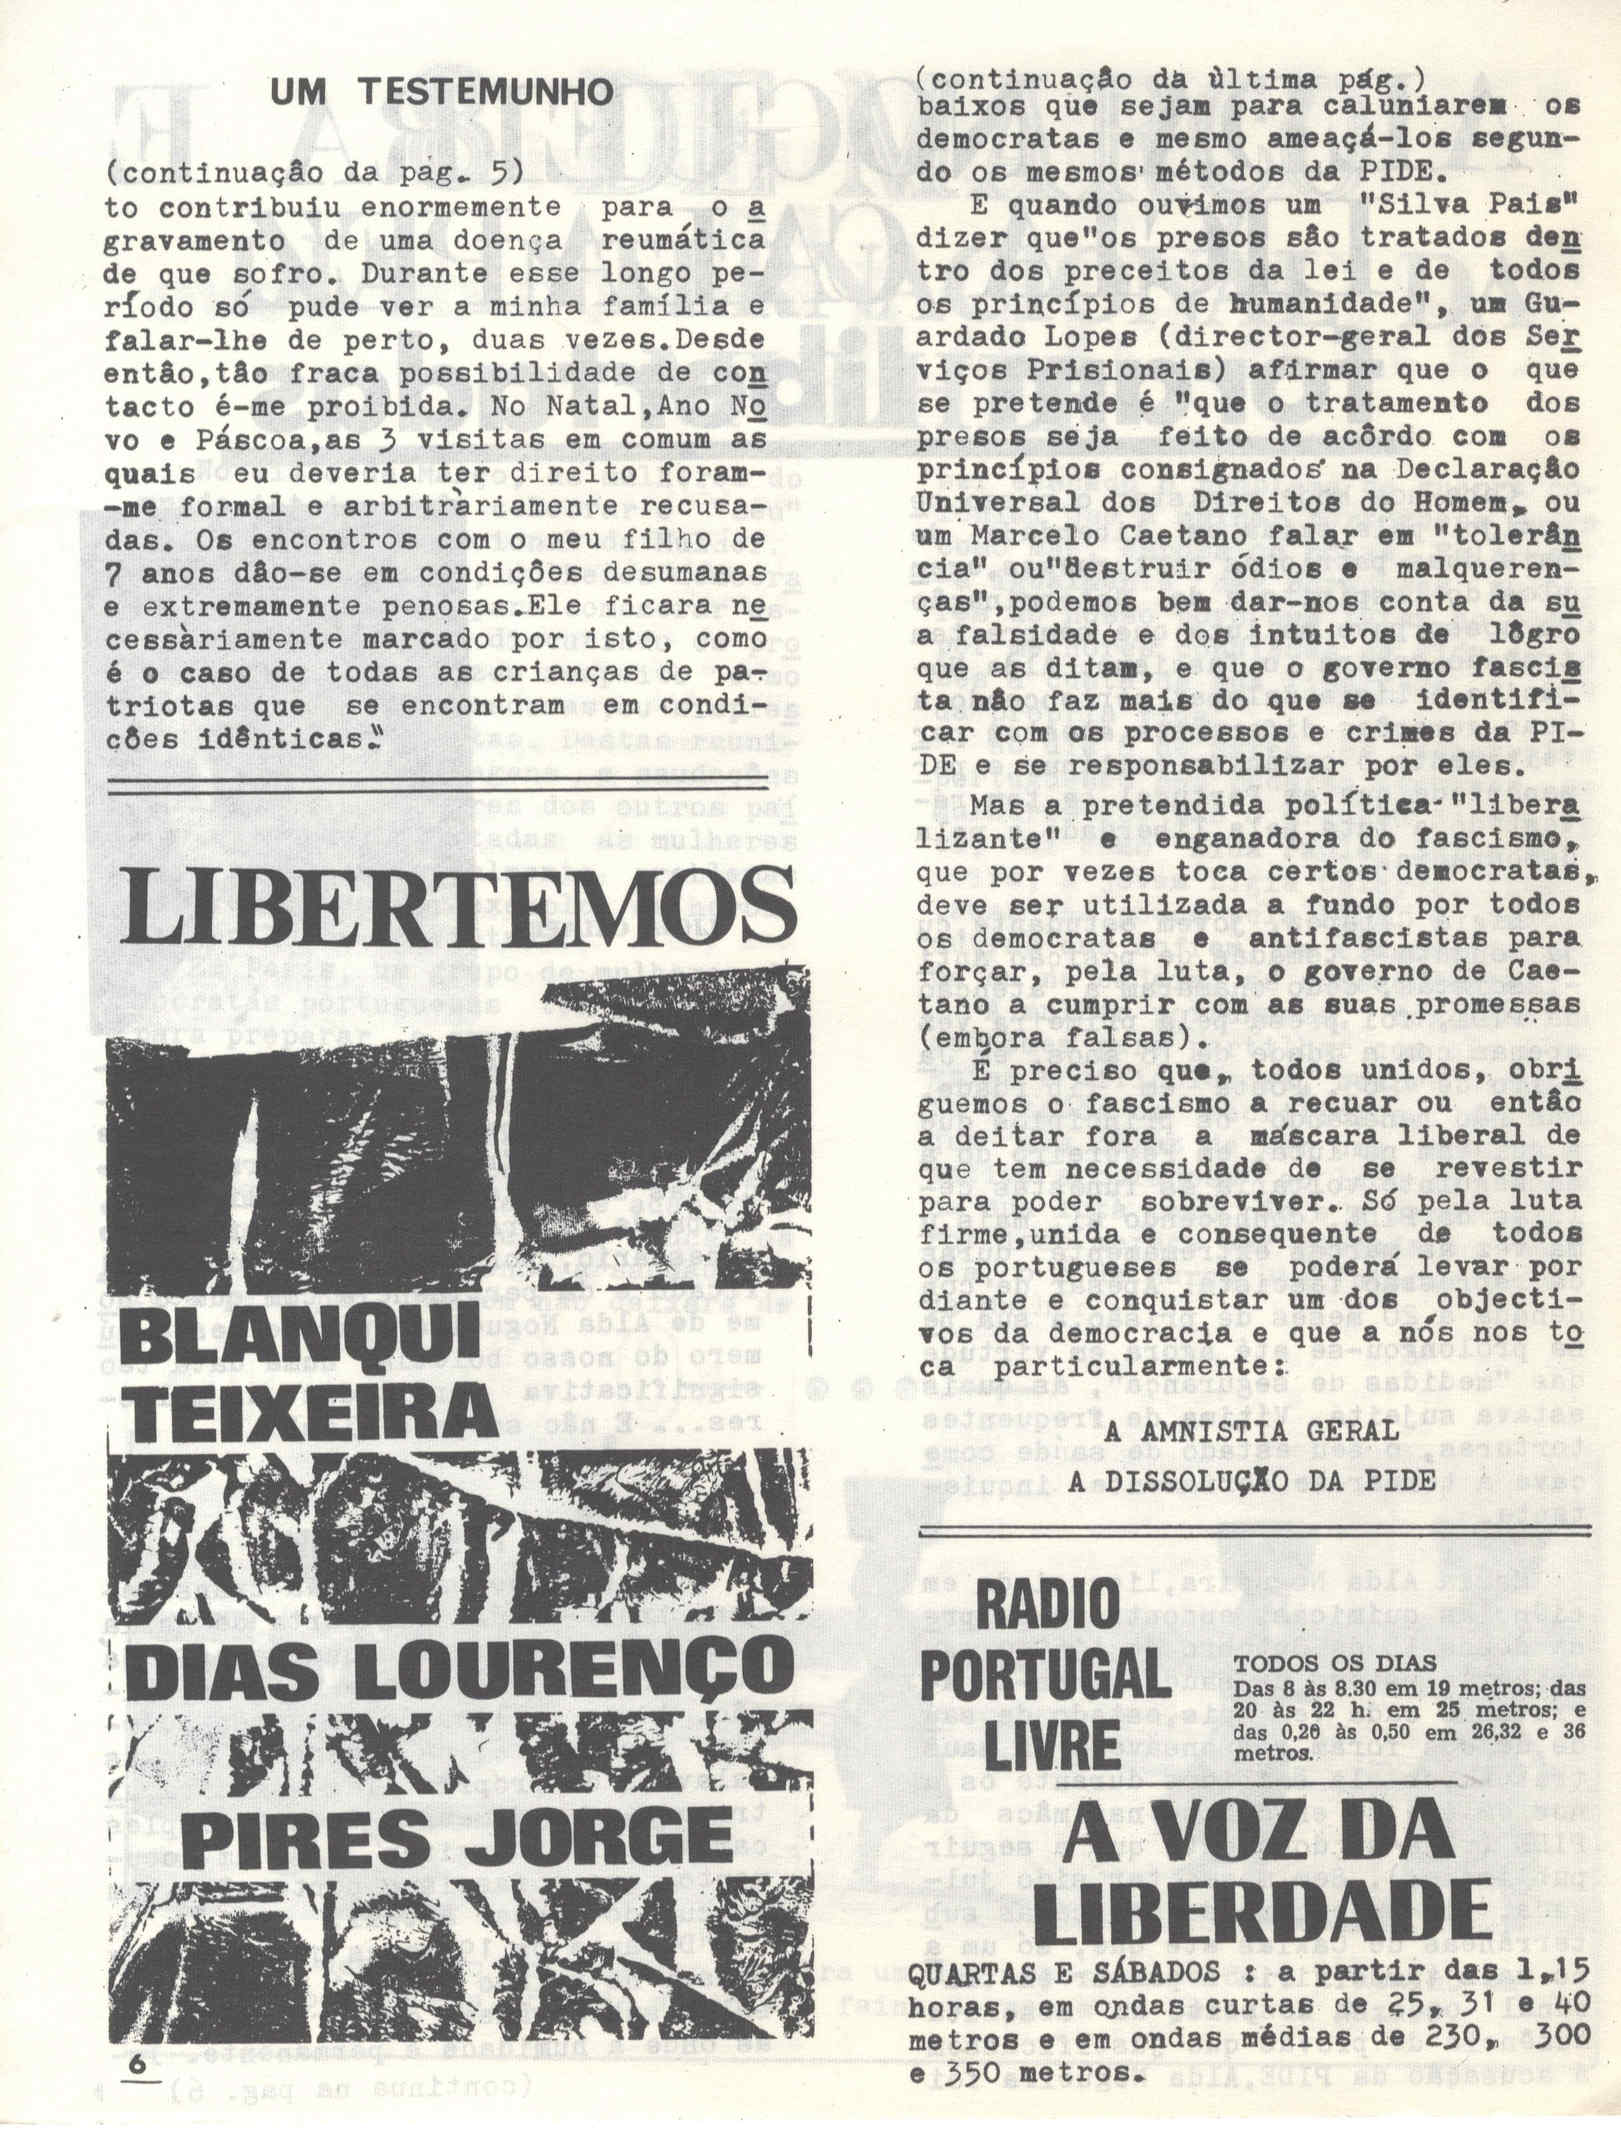 UM TESTEMUNHO
(continuação da pág. 5)
to contribuiu enormemente para o a
gravamento de uma doença reumática
de que sofro. Durante esse longo pe-
ríodo só pude ver a minha família e
falar-lhe de perto, duas vezes.Desde
então,tão fraca possibilidade de con
tacto é-me proibida. No Natal,Ano No
vo e Páscoa,as 3 visitas em comum as
quais eu deveria ter direito foram-
-me formal e arbitràriamente recusa-
das. Os encontros com o meu filho de
7 anos dão-se em condições desumanas
e extremamente penosas.Ele ficara ne
cessàriamente marcado por isto, como
é o caso de todas as crianças de pa-
triotas que se encontram em condi-
cões idênticas."
LIBERTEMOS
BLANQUI
TEIXEIRA
DIAS LOURENÇO
PIRES JORGE
6
(continuação da ùltima pág.)
baixos que sejam para caluniarem os
democratas e mesmo ameaçá-los segun-
do os mesmos métodos da PIDE.
E quando ouvimos um "Silva Pais"
dizer que"os presos são tratados den
tro dos preceitos da lei e de todos
os princípios de humanidade", um Gu-
ardado Lopes (director-geral dos Ser
viços Prisionais) afirmar que o que
se pretende é "que o tratamento dos
presos seja feito de acôrdo com os
princípios consignados na Declaração
Universal dos Direitos do Homem, ou
um Marcelo Caetano falar em "tolerân
cia" ou"destruir ódios e malqueren-
ças",podemos bem dar-nos conta da su
a falsidade e dos intuitos de lôgro
que as ditam, e que o governo fascis
ta não faz mais do que se identifi-
car com os processos e crimes da PI-
DE e se responsabilizar por eles.
Mas a pretendida política "libera
lizante" e enganadora do fascismo,
que por vezes toca certos democratas,
deve ser utilizada a fundo por todos
os democratas e antifascistas para
forçar, pela luta, o governo de Cae-
tano a cumprir com as suas promessas
(embora falsas).
É preciso que, todos unidos, obri
guemos o fascismo a recuar ou então
a deitar fora a máscara liberal de
que tem necessidade de se revestir
para poder sobreviver. Só pela luta
firme,unida e consequente de todos
os portugueses se poderá levar por
diante e conquistar um dos objecti-
vos da democracia e que a nós nos to
ca particularmente:
A AMNISTIA GERAL
A DISSOLUÇÃO DA PIDE
RADIO
PORTUGAL
LIVRE
TODOS OS DIAS
Das 8 às 8.30 em 19 metros; das
20 às 22 h. em 25 metros; e
das 0,20 às 0,50 em 26,32 e 36
metros.
A VOZ DA
LIBERDADE
QUARTAS E SÁBADOS : a partir das 1,15
horas, em ondas curtas de 25, 31 e 40
metros e em ondas médias de 230, 300
e 350 metros.